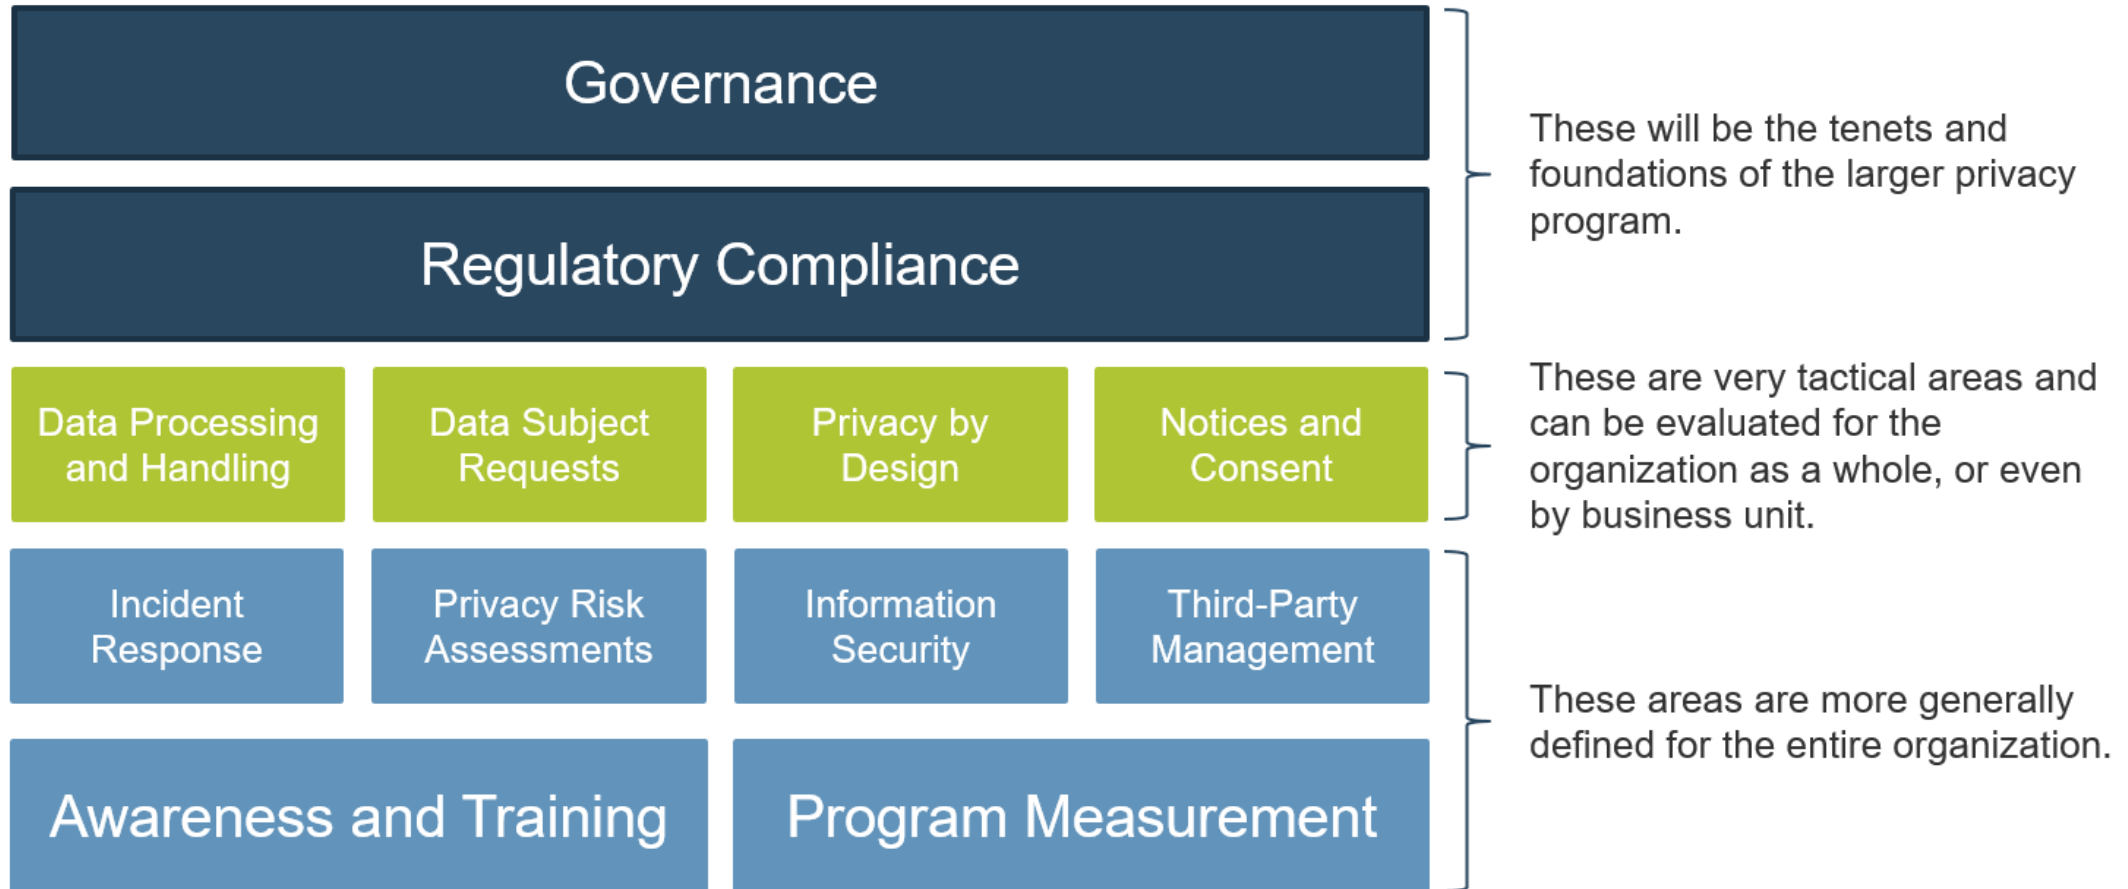 Governance
These will be the tenets and
foundations of the larger privacy
program.
Regulatory Compliance
Data Processing
and Handling
Data Subject
Requests
Privacy by
Design
Notices and
Consent
These are very tactical areas and
can be evaluated for the
organization as a whole, or even
by business unit.
Incident
Response
Privacy Risk
Assessments
Information
Security
Third-Party
Management
These areas are more generally
defined for the entire organization.
Awareness and Training
Program Measurement